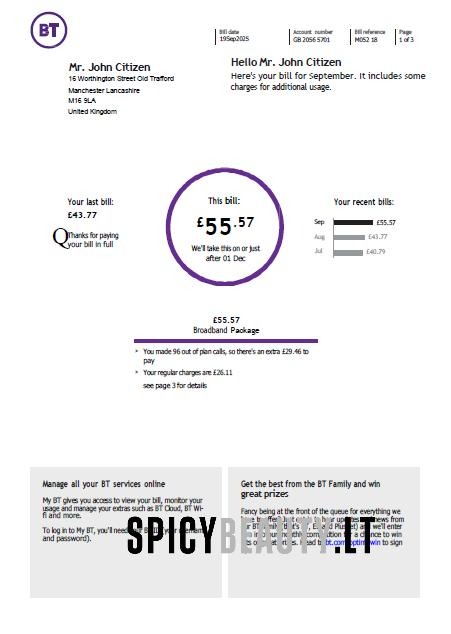 BT
Bill date
19Sep2025
Account number
GB 2056 5701
Bill reference
M052 18
Page
1 of 3
Mr. John Citizen
16 Worthington Street Old Trafford
Manchester Lancashire
M16 9LA
United Kingdom
Hello Mr. John Citizen
Here's your bill for September. It includes some
charges for additional usage.
Your last bill:
£43.77
Thanks for paying
your bill in full
This bill:
£55.57
We'll take this on or just
after 01 Dec
Your recent bills:
Sep £55.57
Aug £43.77
Jul £40.79
£55.57
Broadband Package
You made 96 out of plan calls, so there's an extra £29.46 to
pay
Your regular charges are £26.11
see page 3 for details
Manage all your BT services online
My BT gives you access to view your bill, monitor your
usage and manage your extras such as BT Cloud, BT Wi-
fi and more.
To log in to My BT, you'll need
and password).
Get the best from the BT Family and win
great prizes
Fancy being at the front of the queue for everything we
news from
and we'll enter
for a chance to win
to sign
SPICYBEAUTY.LT